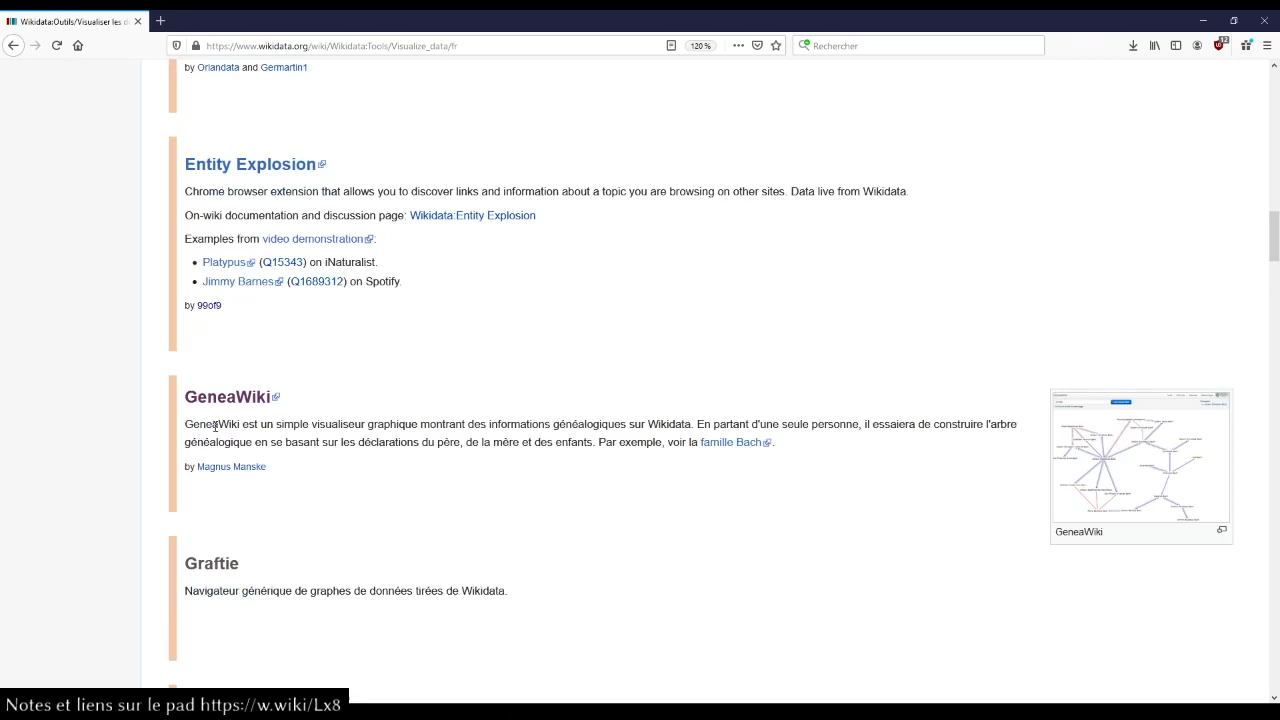 Wikidata:Outils/Visualiser les d
https://www.wikidata.org/wiki/Wikidata:Tools/Visualize_data/fr
120 %
Rechercher
12
by Orlandata and Germartin1
Entity Explosion
Chrome browser extension that allows you to discover links and information about a topic you are browsing on other sites. Data live from Wikidata.
On-wiki documentation and discussion page: Wikidata:Entity Explosion
Examples from video demonstration:
• Platypus (Q15343) on iNaturalist.
• Jimmy Barnes (Q1689312) on Spotify.
by 99of9
GeneaWiki
GeneaWiki est un simple visualiseur graphique montrant des informations généalogiques sur Wikidata. En partant d'une seule personne, il essaiera de construire l'arbre
généalogique en se basant sur les déclarations du père, de la mère et des enfants. Par exemple, voir la famille Bach.
by Magnus Manske
GeneaWiki
Graftie
Navigateur générique de graphes de données tirées de Wikidata.
Notes et liens sur le pad https://w.wiki/Lx8